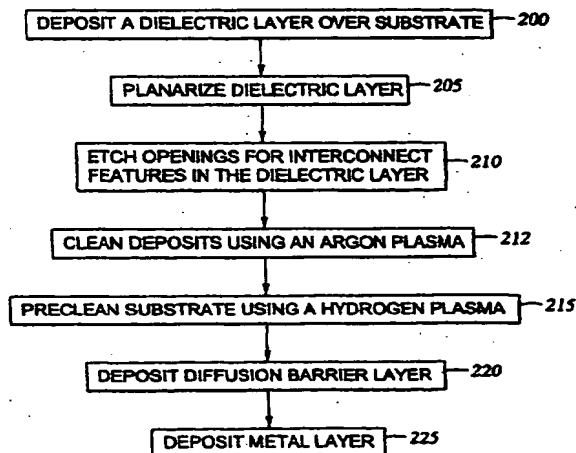 DEPOSIT A DIELECTRIC LAYER OVER SUBSTRATE 200
PLANARIZE DIELECTRIC LAYER 205
ETCH OPENINGS FOR INTERCONNECT
FEATURES IN THE DIELECTRIC LAYER 210
CLEAN DEPOSITS USING AN ARGON PLASMA 212
PRECLEAN SUBSTRATE USING A HYDROGEN PLASMA 215
DEPOSIT DIFFUSION BARRIER LAYER 220
DEPOSIT METAL LAYER 225